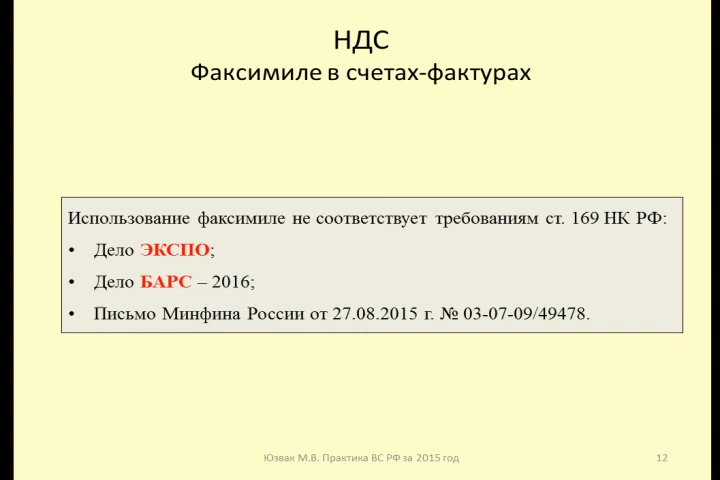 НДС
Факсимиле в счетах-фактурах
Использование факсимиле не соответствует требованиям ст. 169 НК РФ:
• Дело ЭКСПО;
• Дело БАРС – 2016;
• Письмо Минфина России от 27.08.2015 г. № 03-07-09/49478.
Юзвак М.В. Практика ВС РФ за 2015 год
12